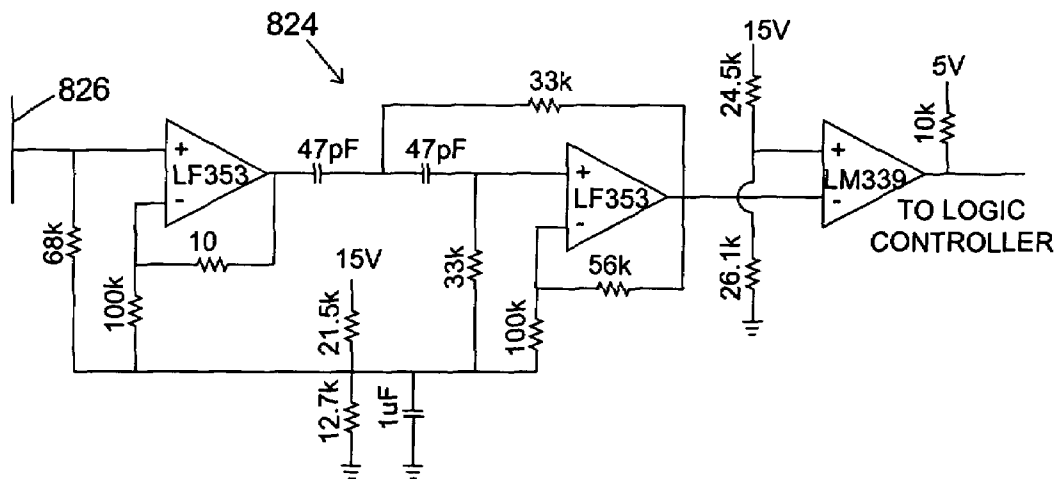 824
826
15V
5V
33k
24.5k
10k
47pF
47pF
+
LF353
-
+
LF353
-
+
LM339
-
TO LOGIC
CONTROLLER
68k
10
100k
15V
33k
56k
26.1k
21.5k
100k
12.7k
1uF